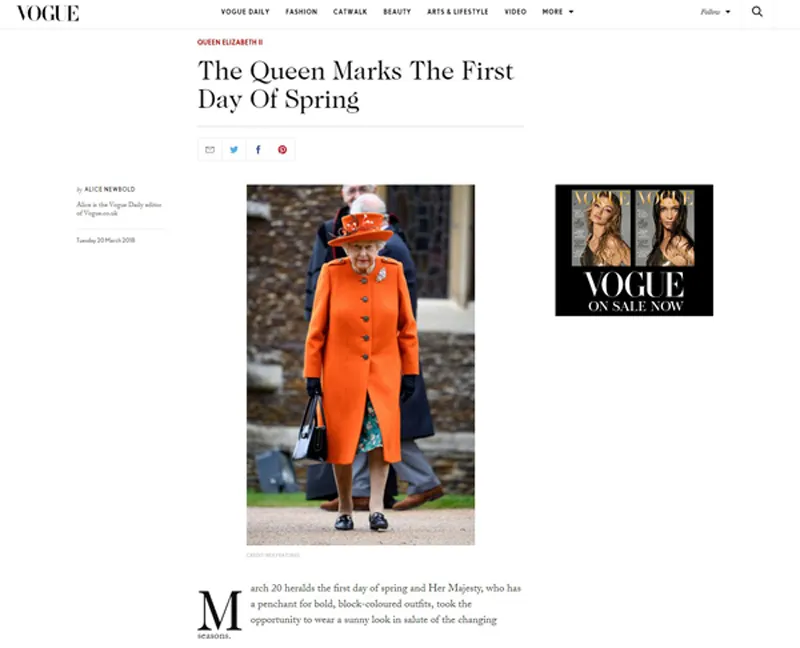 VOGUE
VOGUE DAILY FASHION CATWALK BEAUTY ARTS & LIFESTYLE VIDEO MORE
Follow
QUEEN ELIZABETH II
The Queen Marks The First
Day Of Spring
by ALICE NEWBOLD
Alice is the Vogue Daily editor
of Vogue.co.uk
Tuesday 20 March 2018
VOGUE VOGUE
VOGUE
ON SALE NOW
March 20 heralds the first day of spring and Her Majesty, who has
a penchant for bold, block-coloured outfits, took the
opportunity to wear a sunny look in salute of the changing
seasons.